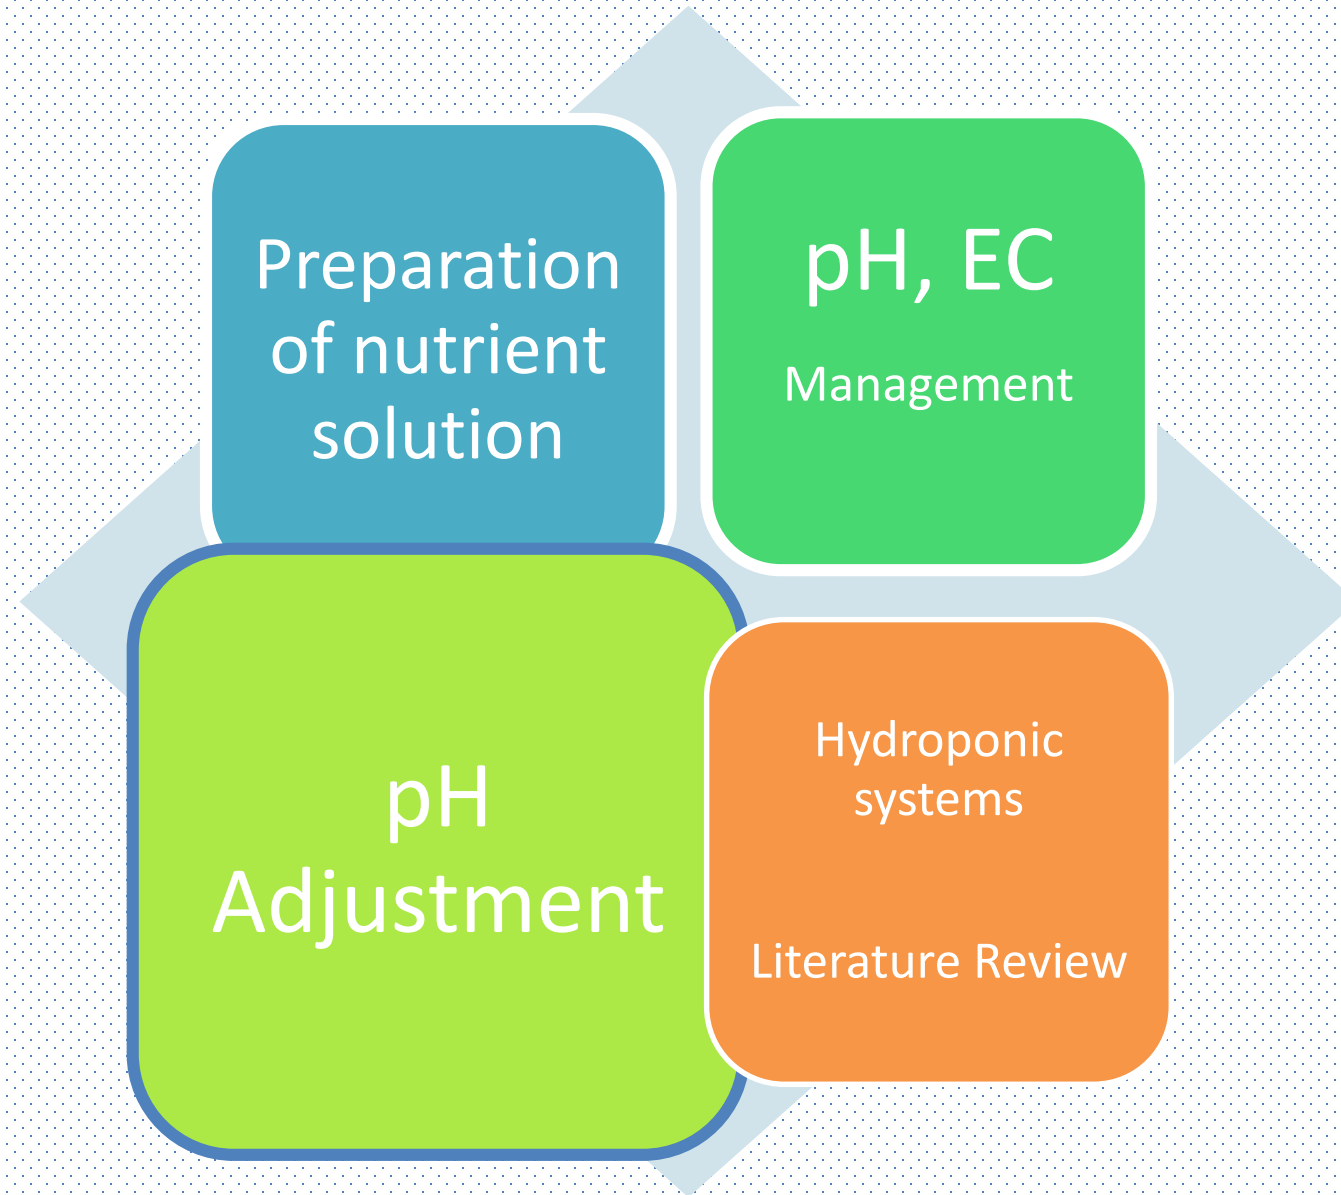 Preparation
of nutrient
solution
pH, EC
Management
pH
Adjustment
Hydroponic
systems
Literature Review